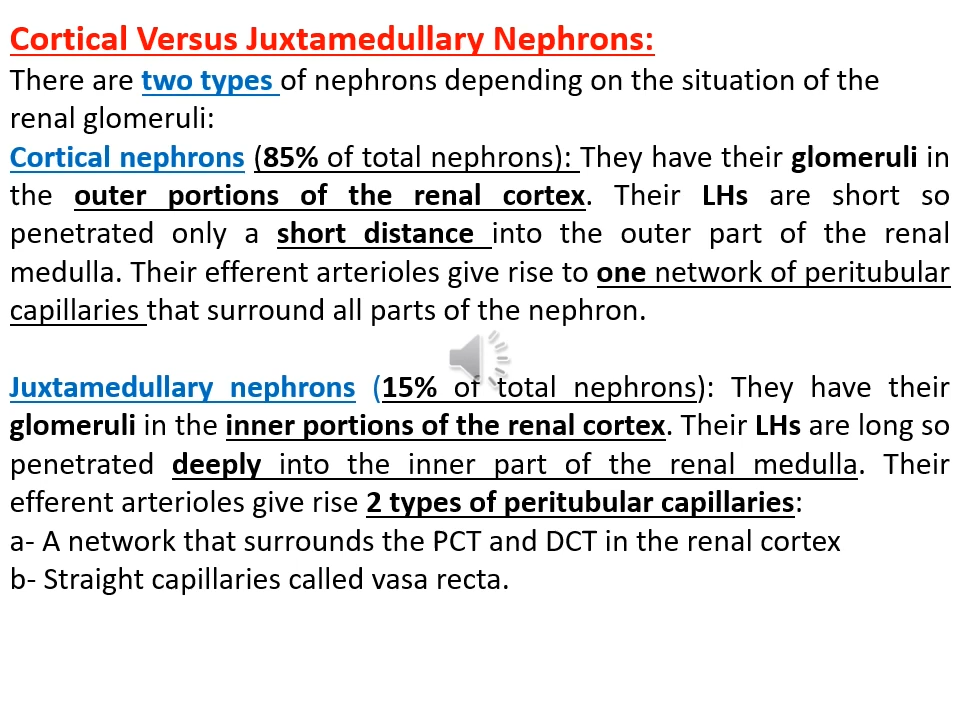 Cortical Versus Juxtamedullary Nephrons:
There are two types of nephrons depending on the situation of the
renal glomeruli:
Cortical nephrons (85% of total nephrons): They have their glomeruli in
the outer portions of the renal cortex. Their LHs are short so
penetrated only a short distance into the outer part of the renal
medulla. Their efferent arterioles give rise to one network of peritubular
capillaries that surround all parts of the nephron.
Juxtamedullary nephrons (15% of total nephrons): They have their
glomeruli in the inner portions of the renal cortex. Their LHs are long so
penetrated deeply into the inner part of the renal medulla. Their
efferent arterioles give rise 2 types of peritubular capillaries:
a- A network that surrounds the PCT and DCT in the renal cortex
b- Straight capillaries called vasa recta.